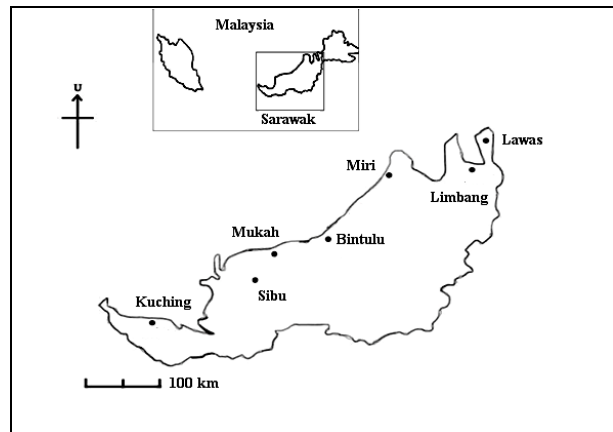 Malaysia
Sarawak
U
Lawas
Miri
Limbang
Mukah
Bintulu
Sibu
Kuching
100 km